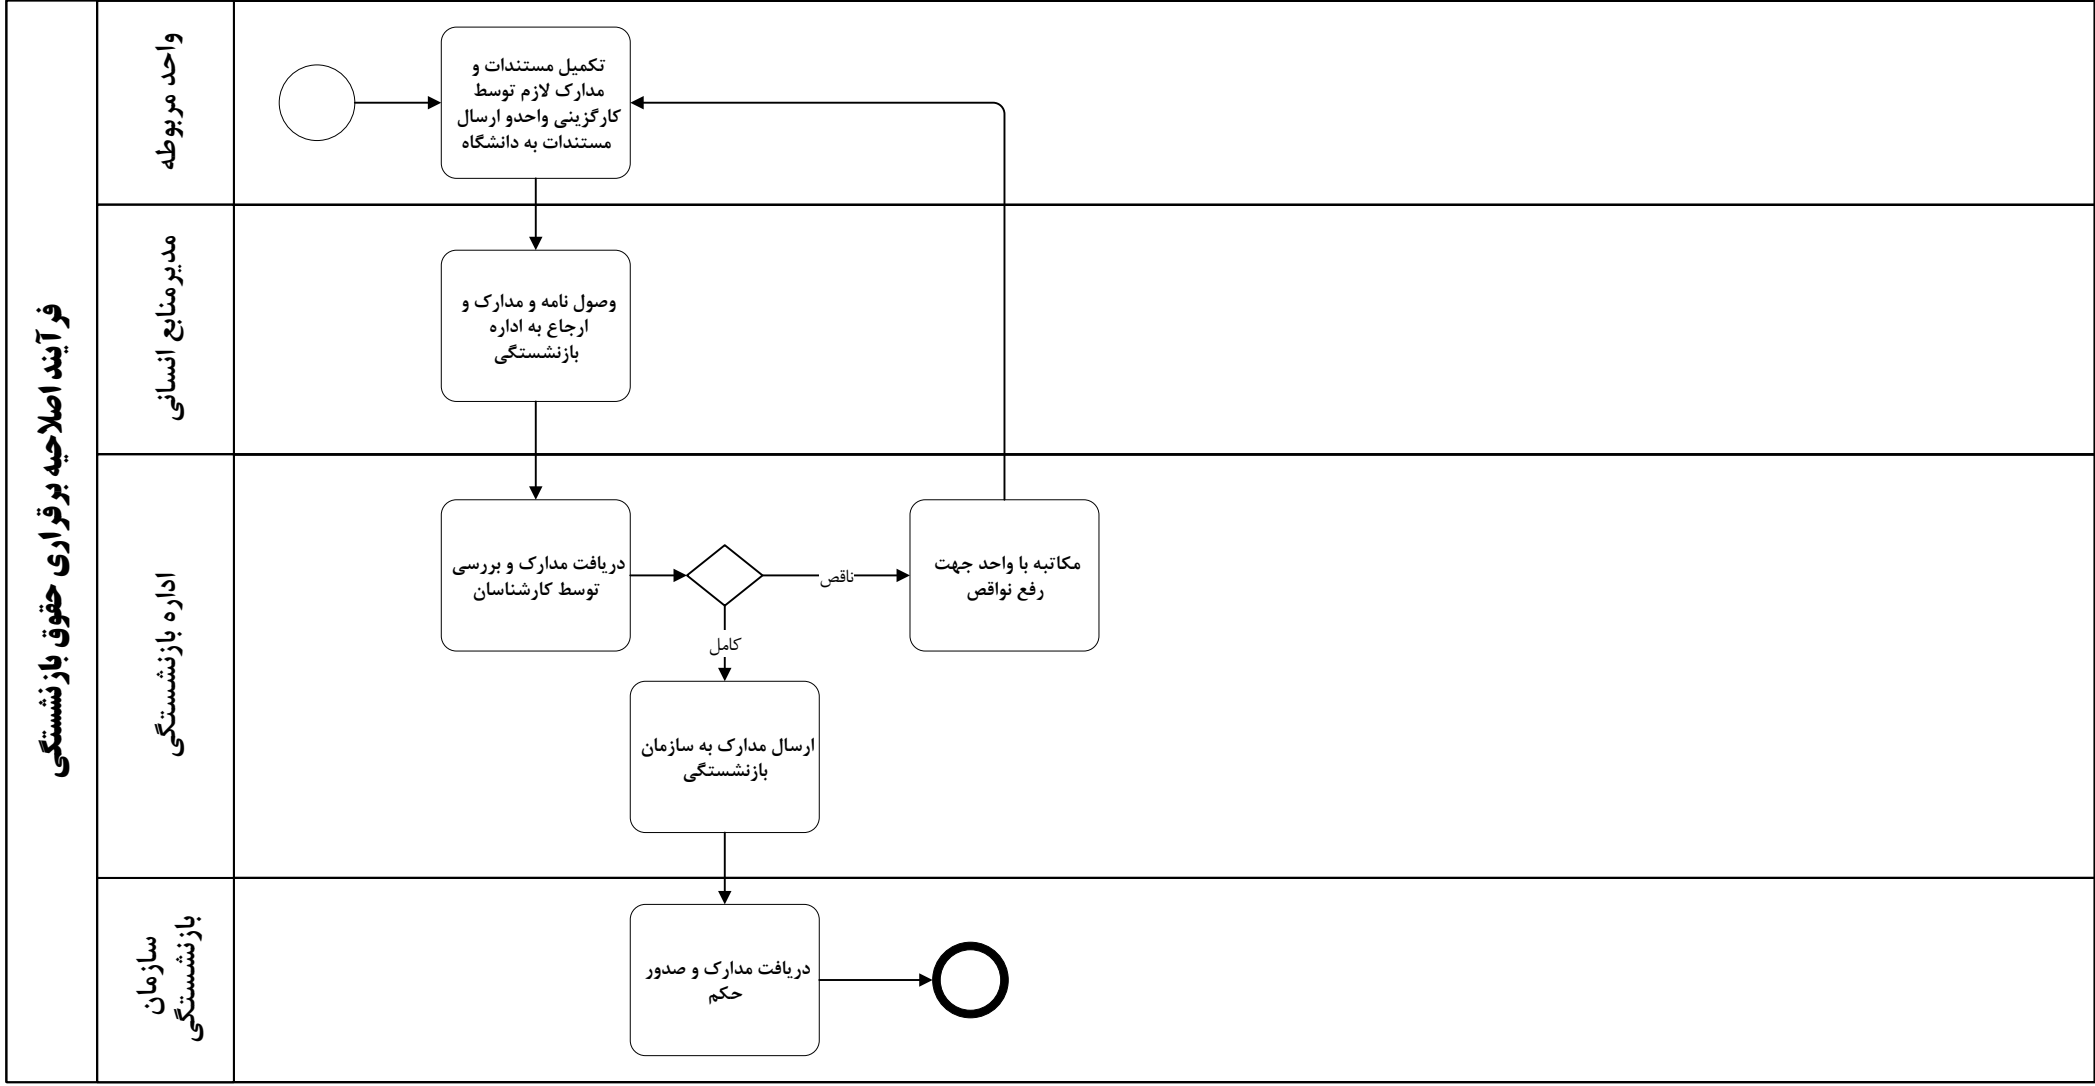 فرآیند اصلاحیه برقراری حقوق بازنشستگی
واحد مربوطه
تکمیل مستندات و
مدارک لازم توسط
کارگزینی واحدو ارسال
مستندات به دانشگاه
مدیرمنابع انسانی
وصول نامه و مدارک و
ارجاع به اداره
بازنشستگی
اداره بازنشستگی
دریافت مدارک و بررسی
توسط کارشناسان
ناقص
مکاتبه با واحد جهت
رفع نواقص
کامل
ارسال مدارک به سازمان
بازنشستگی
سازمان
بازنشستگی
دریافت مدارک و صدور
حکم